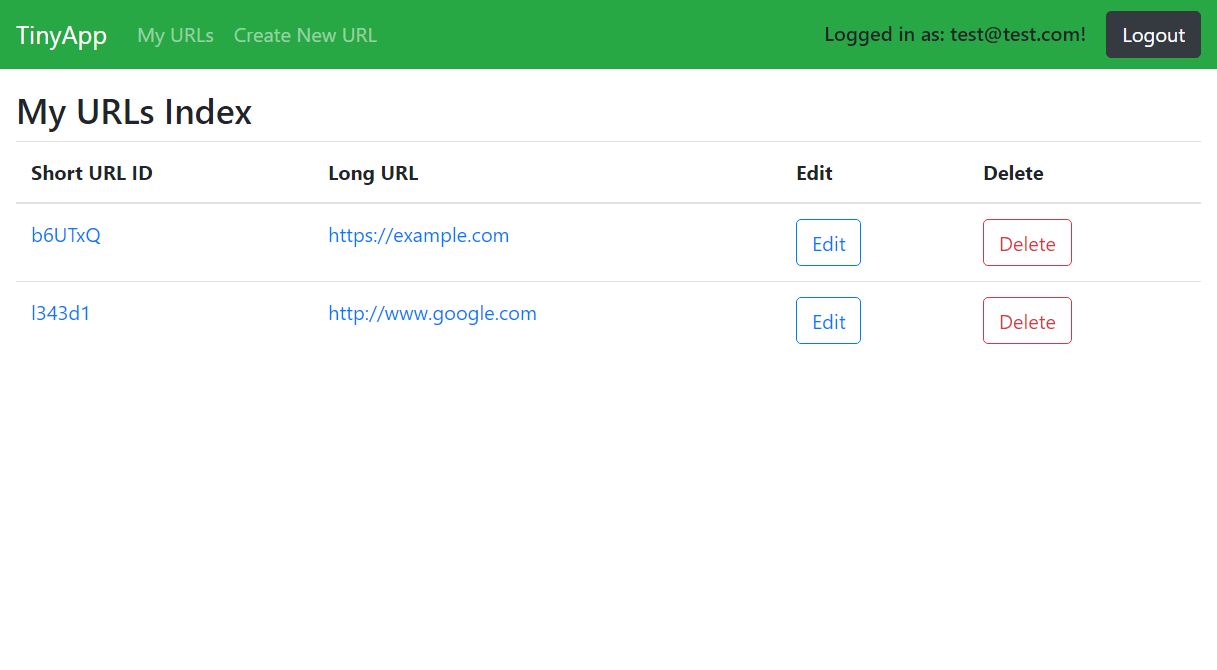 TinyApp My URLs Create New URL Logged in as: test@test.com! Logout
My URLs Index
Short URL ID Long URL Edit Delete
b6UTxQ https://example.com Edit Delete
l343d1 http://www.google.com Edit Delete